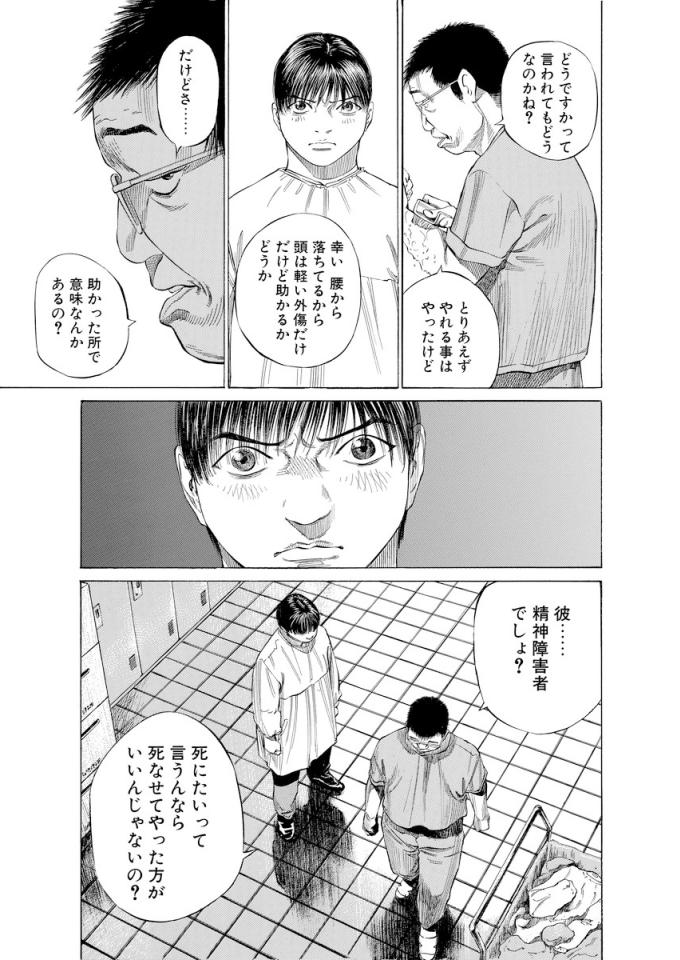 どうですかって
言われてもどう
なのかね？
とりあえず
やれる事は
やったけど
幸い 腰から
落ちてるから
頭は軽い外傷だけ
だけど助かるか
どうか
だけどさ……
助かった所で
意味なんか
あるの？
彼……
精神障害者
でしょ？
死にたいって
言うんなら
死なせてやった方が
いいんじゃないの？